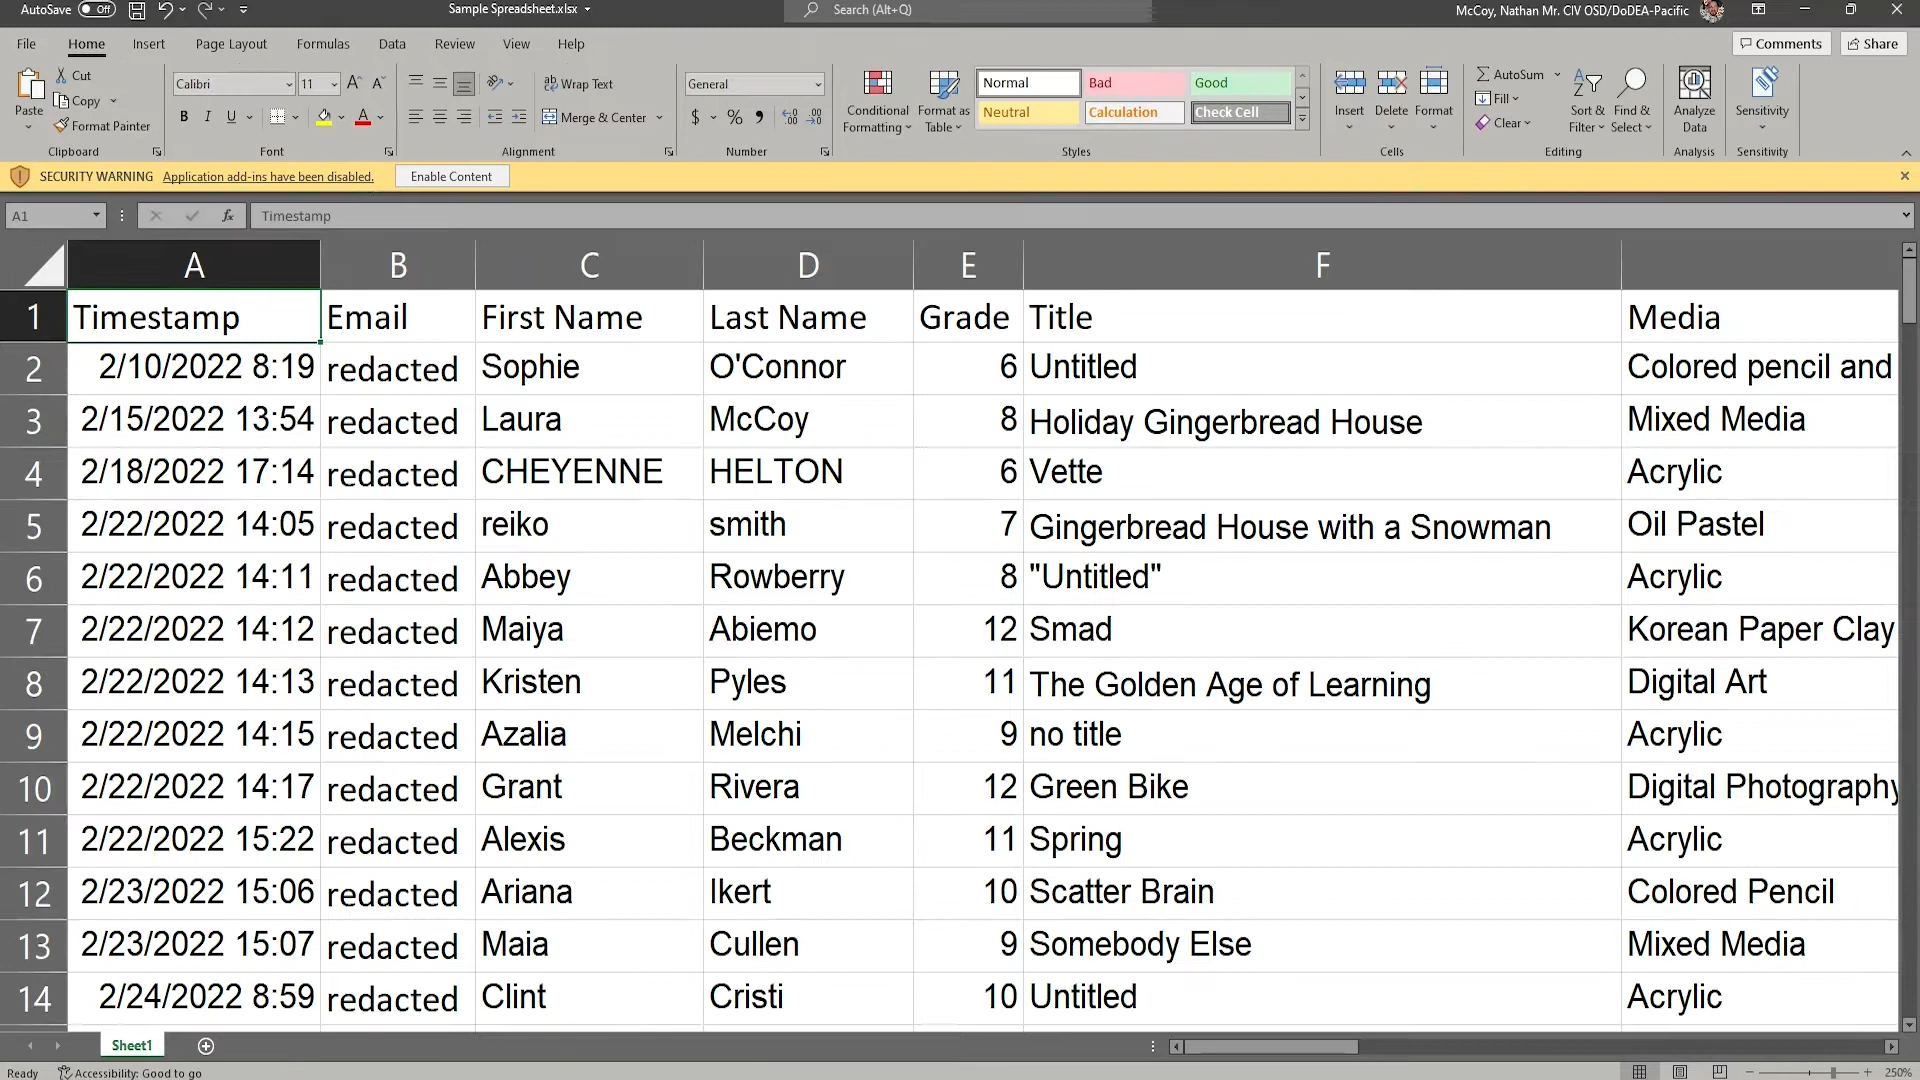 AutoSave Off Sample Spreadsheet.xlsx Search (Alt+Q) McCoy, Nathan Mr. CIV OSD/DoDEA-Pacific
File Home Insert Page Layout Formulas Data Review View Help Comments Share
Paste Cut Copy Format Painter
Calibri 11 B I U
Wrap Text Merge & Center
General $ % 9
Conditional Formatting Format as Table
Normal Bad Good
Neutral Calculation Check Cell
Insert Delete Format
AutoSum Fill Clear Sort & Filter Find & Select
Analyze Data Sensitivity
Clipboard Font Alignment Number Styles Cells Editing Analysis Sensitivity
SECURITY WARNING Application add-ins have been disabled. Enable Content
A1 fx Timestamp
A B C D E F
1 Timestamp Email First Name Last Name Grade Title Media
2 2/10/2022 8:19 redacted Sophie O'Connor 6 Untitled Colored pencil and
3 2/15/2022 13:54 redacted Laura McCoy 8 Holiday Gingerbread House Mixed Media
4 2/18/2022 17:14 redacted CHEYENNE HELTON 6 Vette Acrylic
5 2/22/2022 14:05 redacted reiko smith 7 Gingerbread House with a Snowman Oil Pastel
6 2/22/2022 14:11 redacted Abbey Rowberry 8 "Untitled" Acrylic
7 2/22/2022 14:12 redacted Maiya Abiemo 12 Smad Korean Paper Clay
8 2/22/2022 14:13 redacted Kristen Pyles 11 The Golden Age of Learning Digital Art
9 2/22/2022 14:15 redacted Azalia Melchi 9 no title Acrylic
10 2/22/2022 14:17 redacted Grant Rivera 12 Green Bike Digital Photography
11 2/22/2022 15:22 redacted Alexis Beckman 11 Spring Acrylic
12 2/23/2022 15:06 redacted Ariana Ikert 10 Scatter Brain Colored Pencil
13 2/23/2022 15:07 redacted Maia Cullen 9 Somebody Else Mixed Media
14 2/24/2022 8:59 redacted Clint Cristi 10 Untitled Acrylic
Sheet1
Ready Accessibility: Good to go 250%